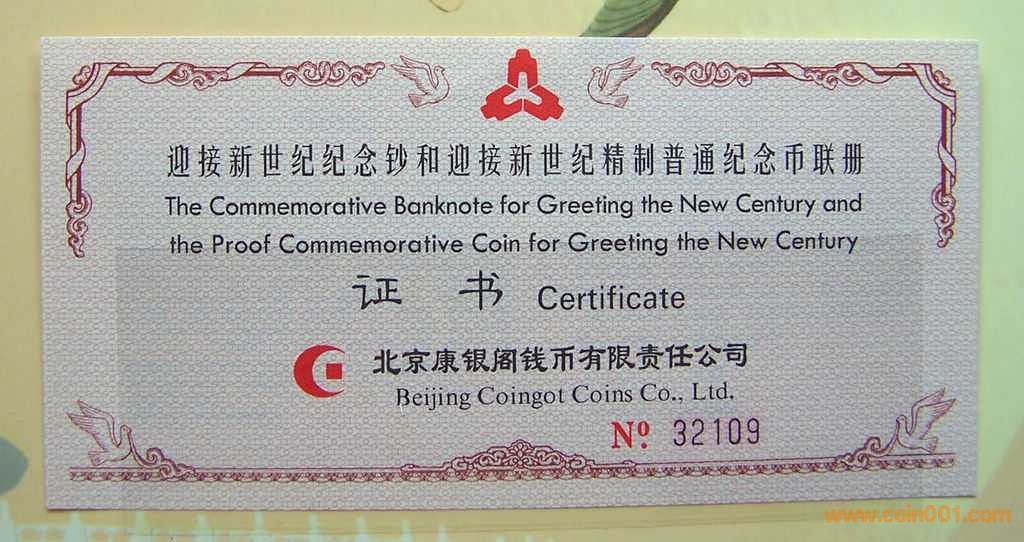 迎接新世纪纪念钞和迎接新世纪精制普通纪念币联册
The Commemorative Banknote for Greeting the New Century and
the Proof Commemorative Coin for Greeting the New Century
证 书 Certificate
北京康银阁钱币有限责任公司
Beijing Coingot Coins Co., Ltd.
Nº. 32109
www.coin001.com